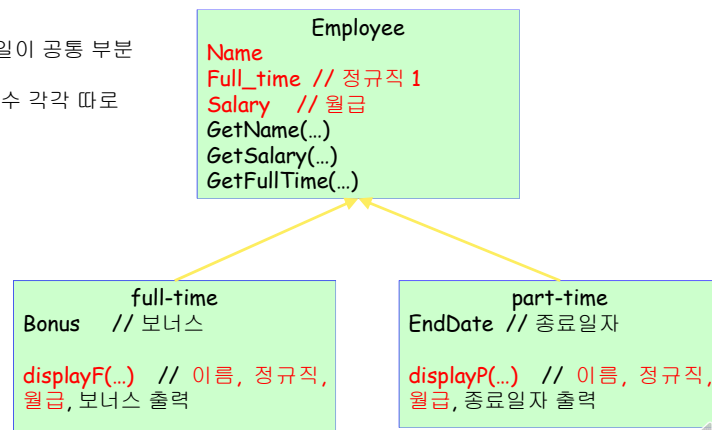 일이 공통 부분
수 각각 따로
Employee
Name
Full_time // 정규직 1
Salary // 월급
GetName(...)
GetSalary(...)
GetFullTime(...)
full-time
Bonus // 보너스
displayF(...) // 이름, 정규직,
월급, 보너스 출력
part-time
EndDate // 종료일자
displayP(...) // 이름, 정규직,
월급, 종료일자 출력